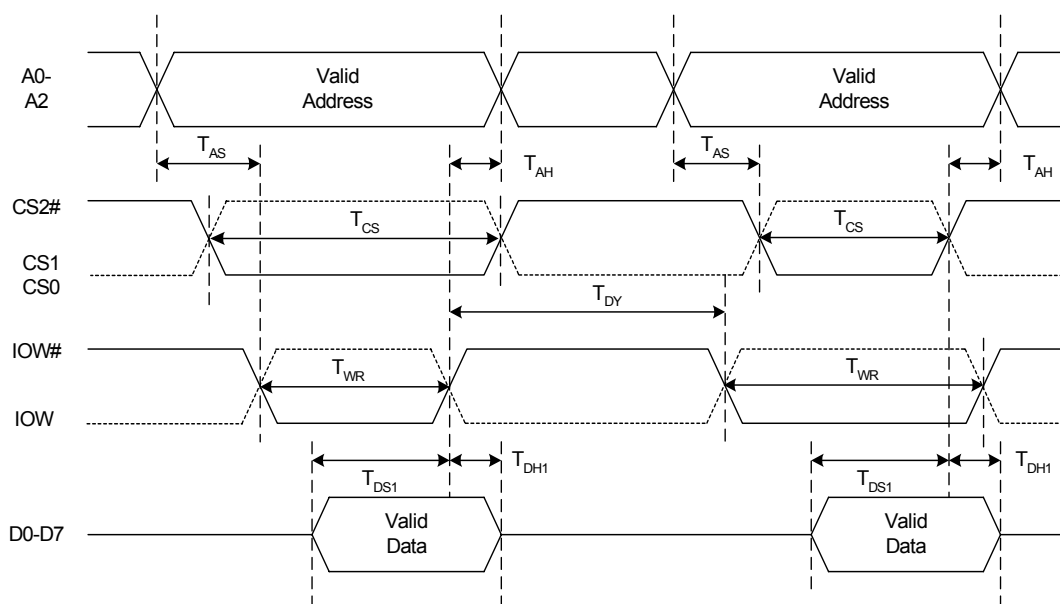 A0-
A2
Valid
Address
Valid
Address
TAS
TAH
TAS
TAH
CS2#
TCS
TCS
CS1
CS0
TDY
IOW#
TWR
TWR
IOW
TDS1
TDH1
TDS1
TDH1
D0-D7
Valid
Data
Valid
Data